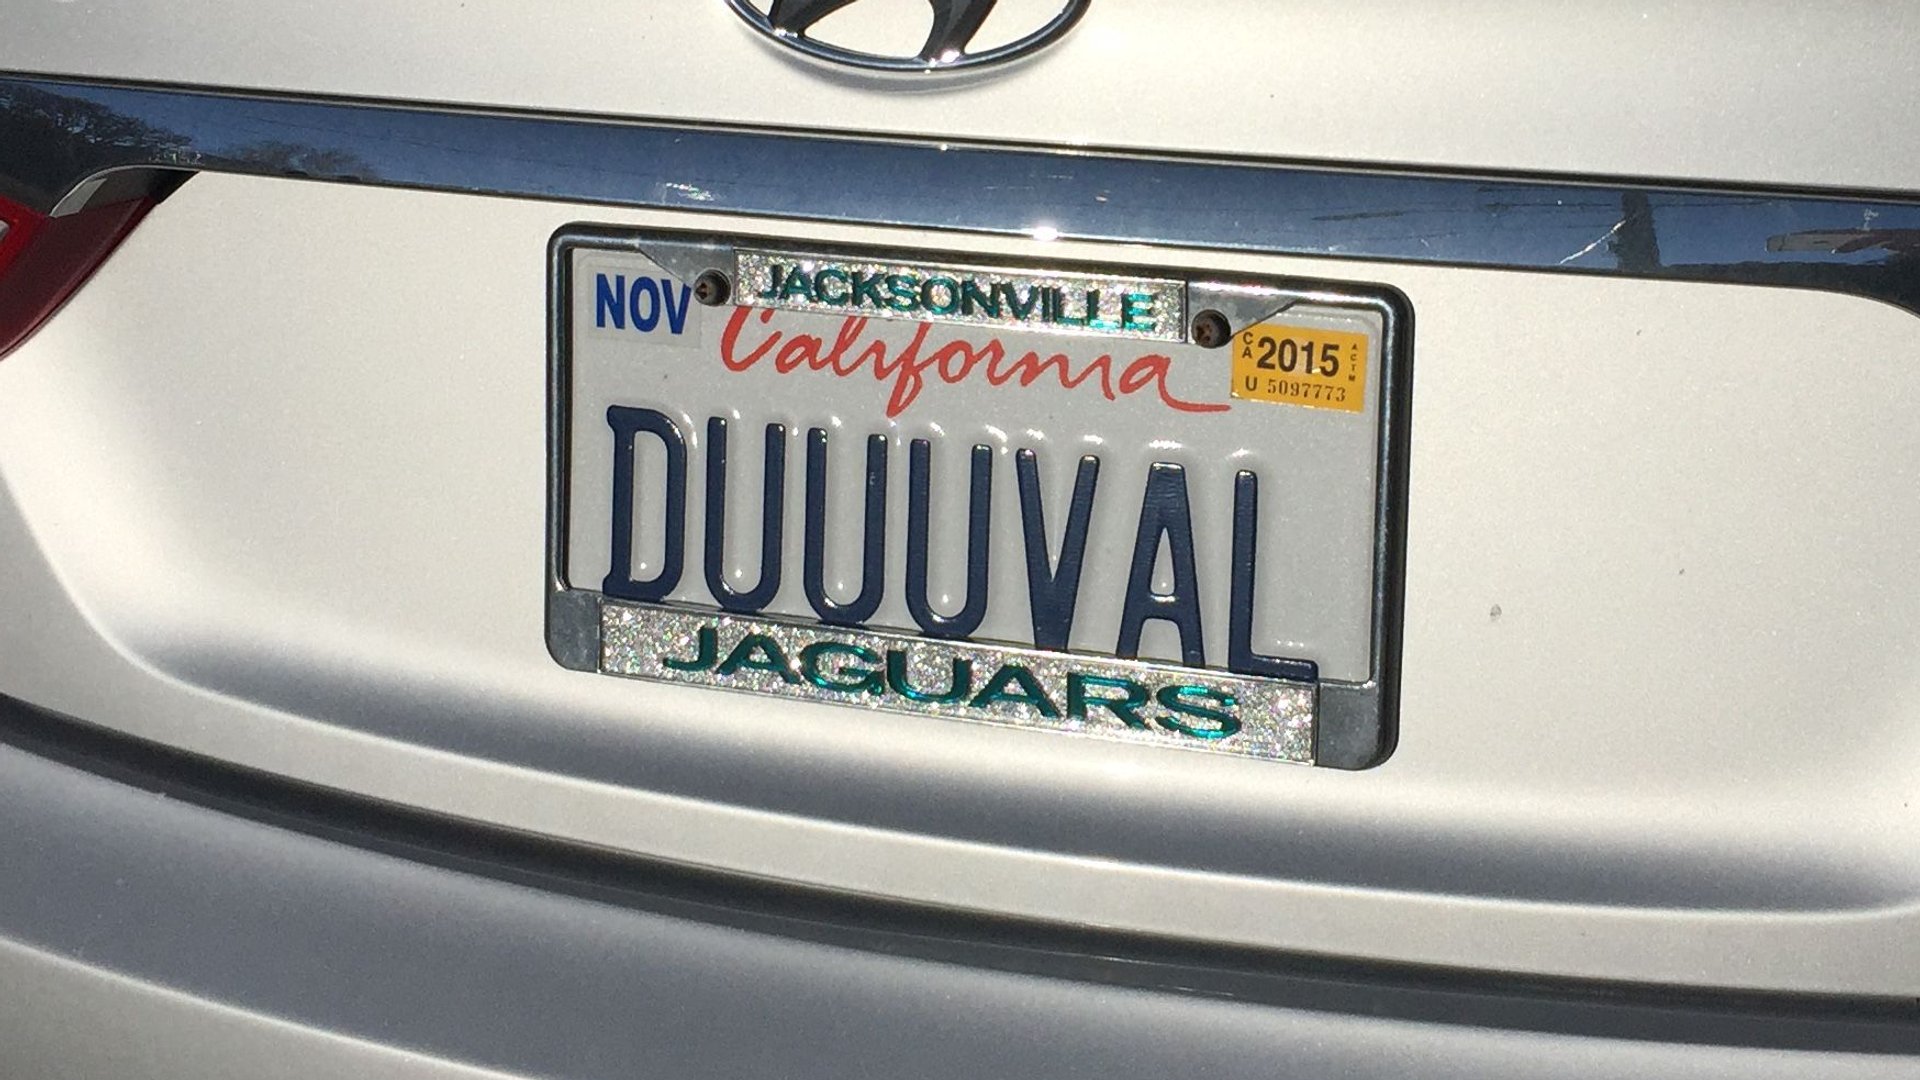 JACKSONVILLE
NOV
California
CA 2015 ACTM
U 5097773
DUUUVAL
JAGUARS